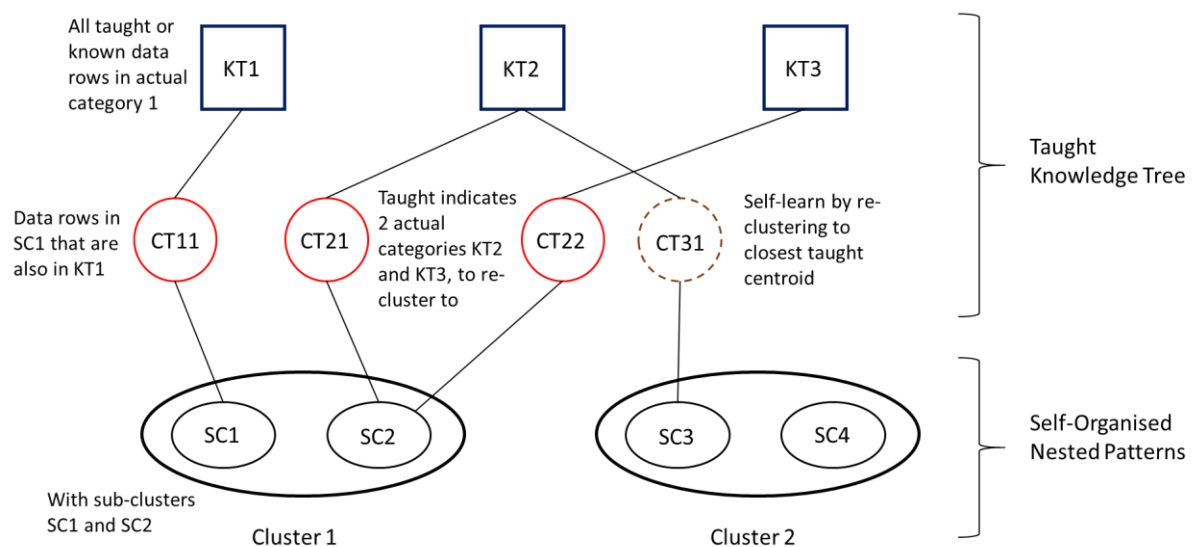 All taught or
known data
rows in actual
category 1
KT1
KT2
KT3
Taught
Knowledge Tree
Data rows in
SC1 that are
also in KT1
CT11
CT21
Taught indicates
2 actual
categories KT2
and KT3, to re-
cluster to
CT22
CT31
Self-learn by re-
clustering to
closest taught
centroid
SC1
SC2
SC3
SC4
Self-Organised
Nested Patterns
With sub-clusters
SC1 and SC2
Cluster 1
Cluster 2